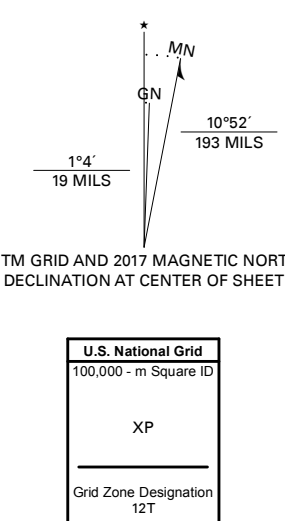 MN
GN
10°52´
193 MILS
1°4´
19 MILS
TM GRID AND 2017 MAGNETIC NORT
DECLINATION AT CENTER OF SHEET
U.S. National Grid
100,000 - m Square ID
XP
Grid Zone Designation
12T